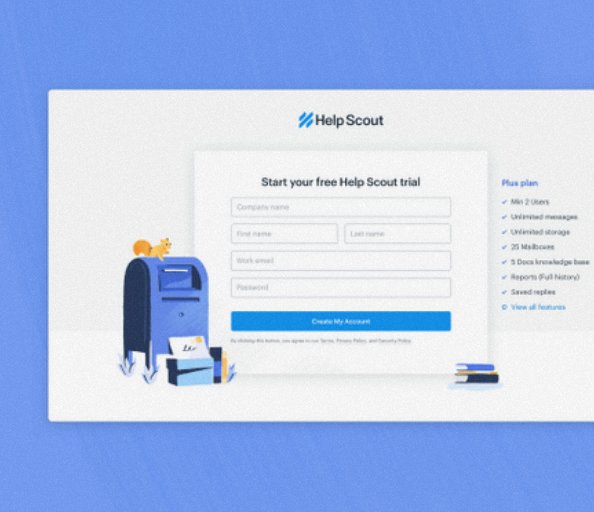 Help Scout
Start your free Help Scout trial
Company name
First name
Last name
Work email
Password
Create My Account
By clicking this button, you agree to our Terms, Privacy Policy, and Security Policy.
Plus plan
Min 2 Users
Unlimited messages
Unlimited storage
25 Mailboxes
5 Docs knowledge base
Reports (Full history)
Saved replies
View all features